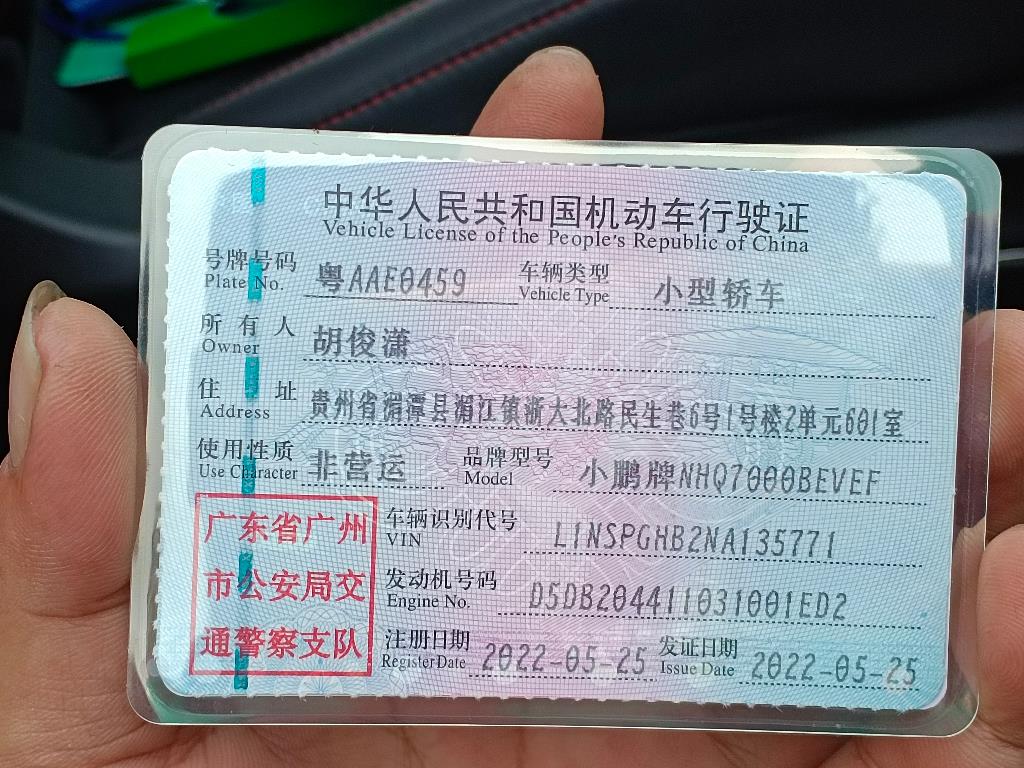 中华人民共和国机动车行驶证
Vehicle License of the People's Republic of China
号牌号码 粤AAE0459 车辆类型 小型轿车
Plate No. Vehicle Type
所有人 胡俊潇
Owner
住址 贵州省湄潭县湄江镇浙大北路民生巷6号1号楼2单元601室
Address
使用性质 非营运 品牌型号 小鹏牌NHQ7000BEVEF
Use Character Model
广东省广州
市公安局交
通警察支队
车辆识别代号 L1NSPGHB2NA135771
VIN
发动机号码 D5DB204411031001ED2
Engine No.
注册日期 2022-05-25 发证日期 2022-05-25
Register Date Issue Date